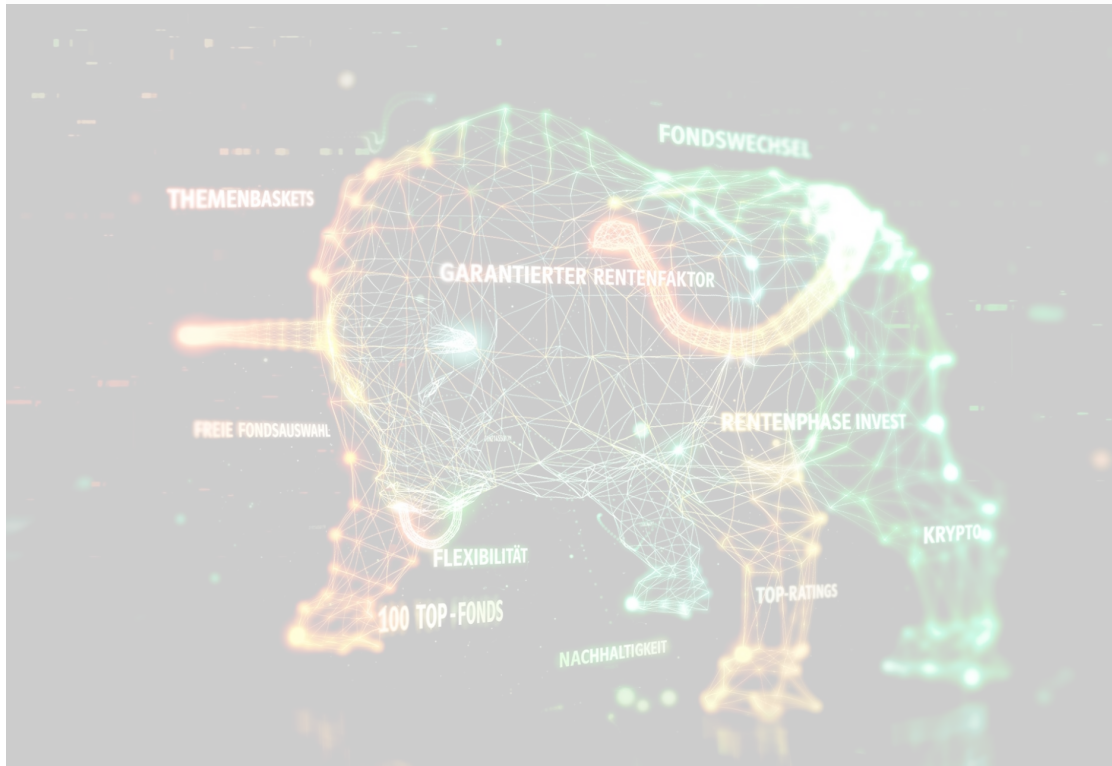 FONDSWECHSEL
THEMENBASKETS
GARANTIERTER RENTENFAKTOR
RENTENPHASE INVEST
FREIE FONDSAUSWAHL
KRYPTO
FLEXIBILITÄT
TOP-RATINGS
100 TOP-FONDS
NACHHALTIGKEIT